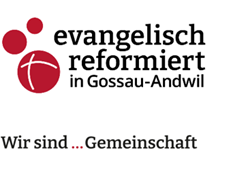 evangelisch
reformiert
in Gossau-Andwil
Wir sind ...Gemeinschaft